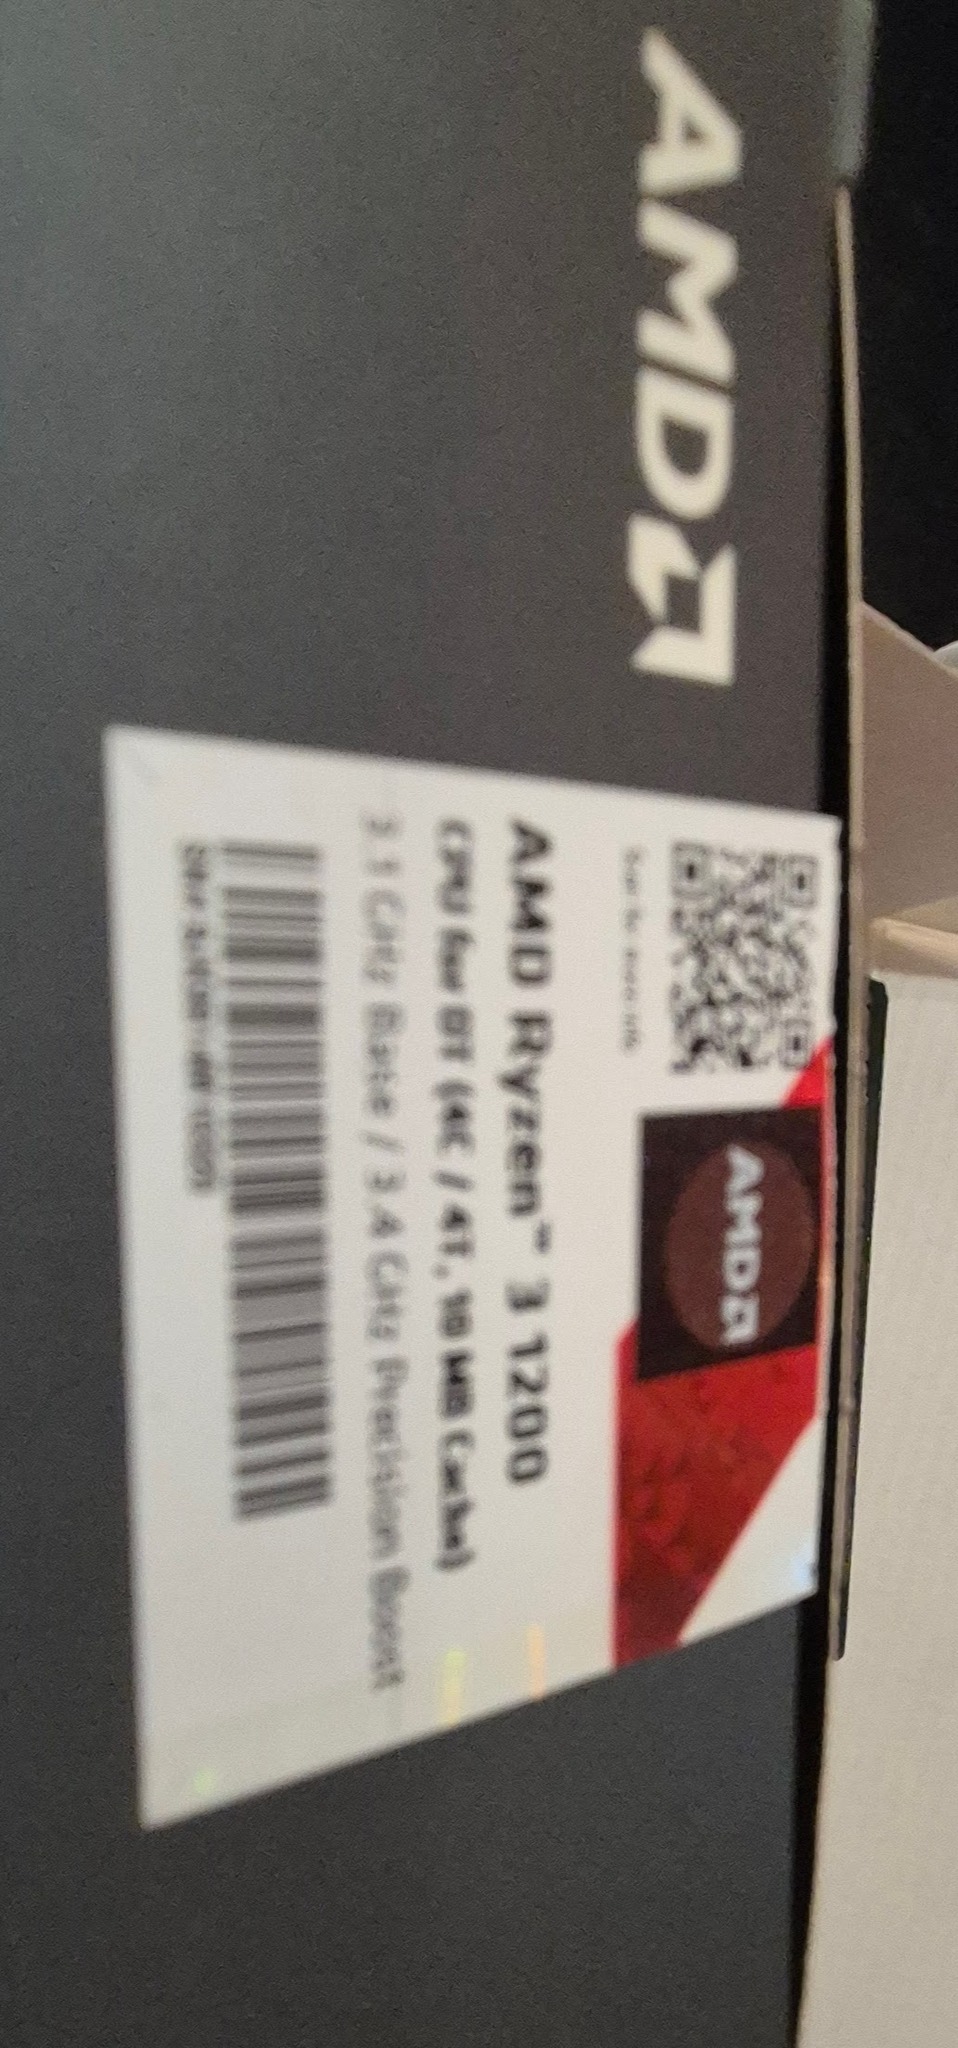 AMD
AMD
AMD Ryzen™ 3 1200
CPU for DT (4C / 4T, 10 MB Cache)
3.1 GHz Base / 3.4 GHz Precision Boost